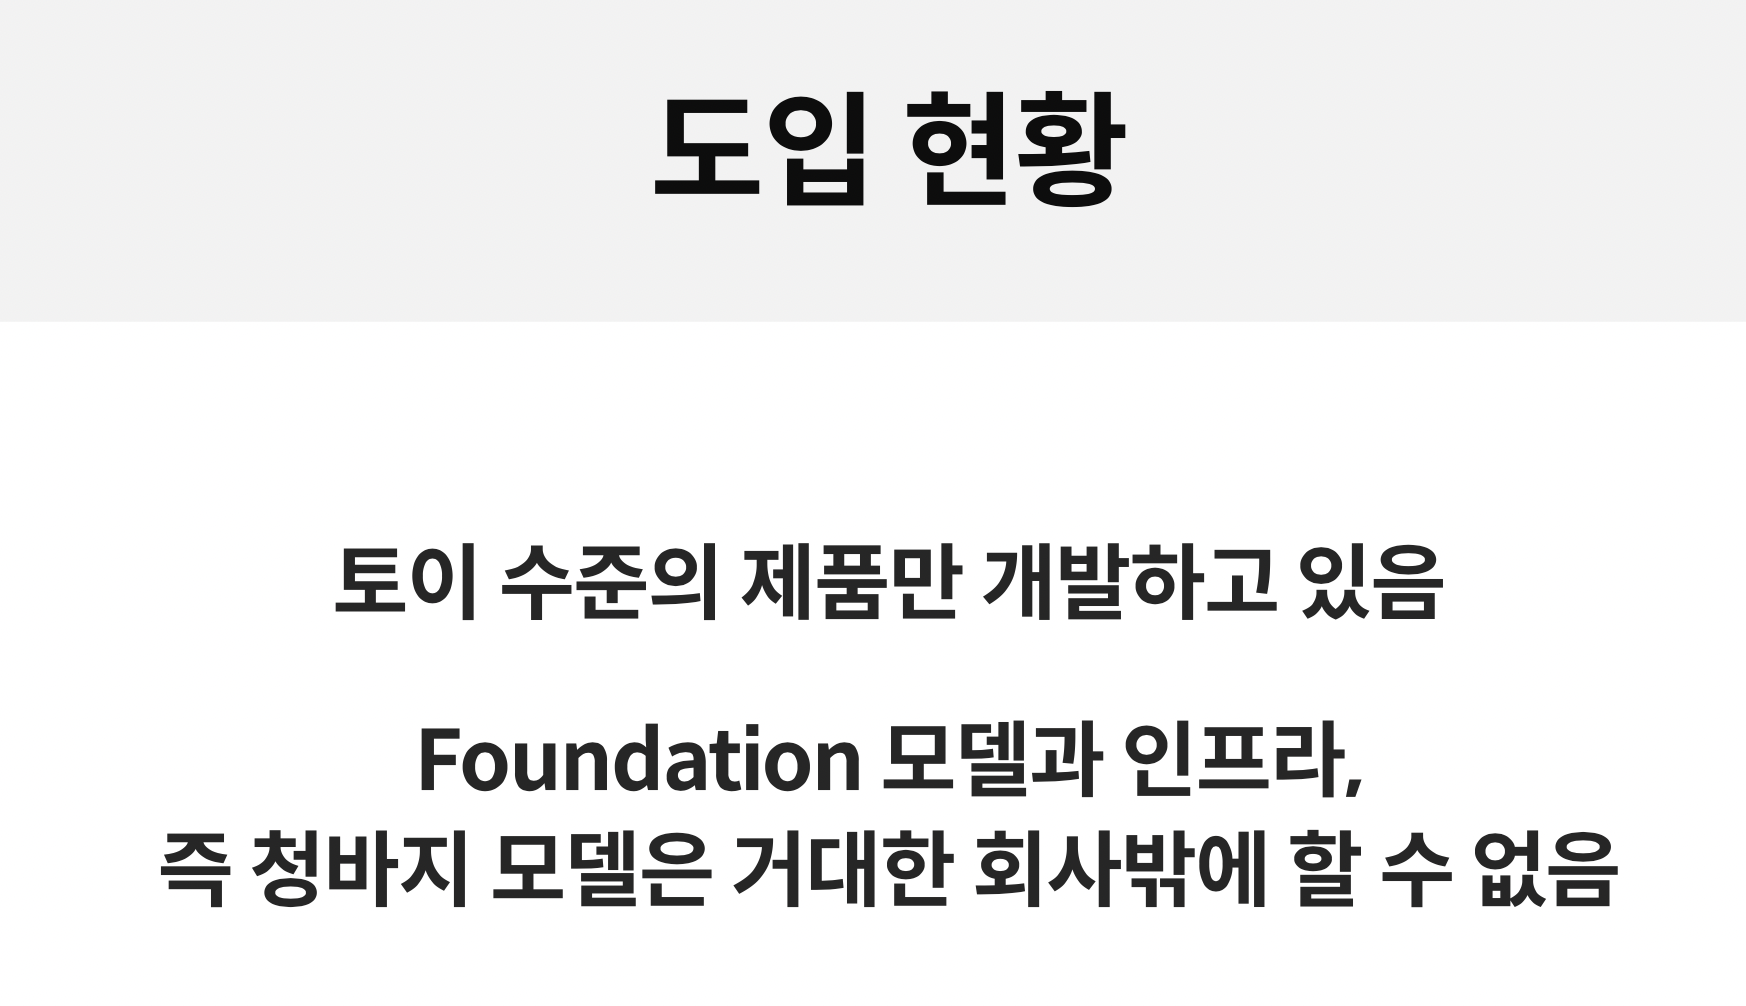 도입 현황
토이 수준의 제품만 개발하고 있음
Foundation 모델과 인프라,
즉 청바지 모델은 거대한 회사밖에 할 수 없음